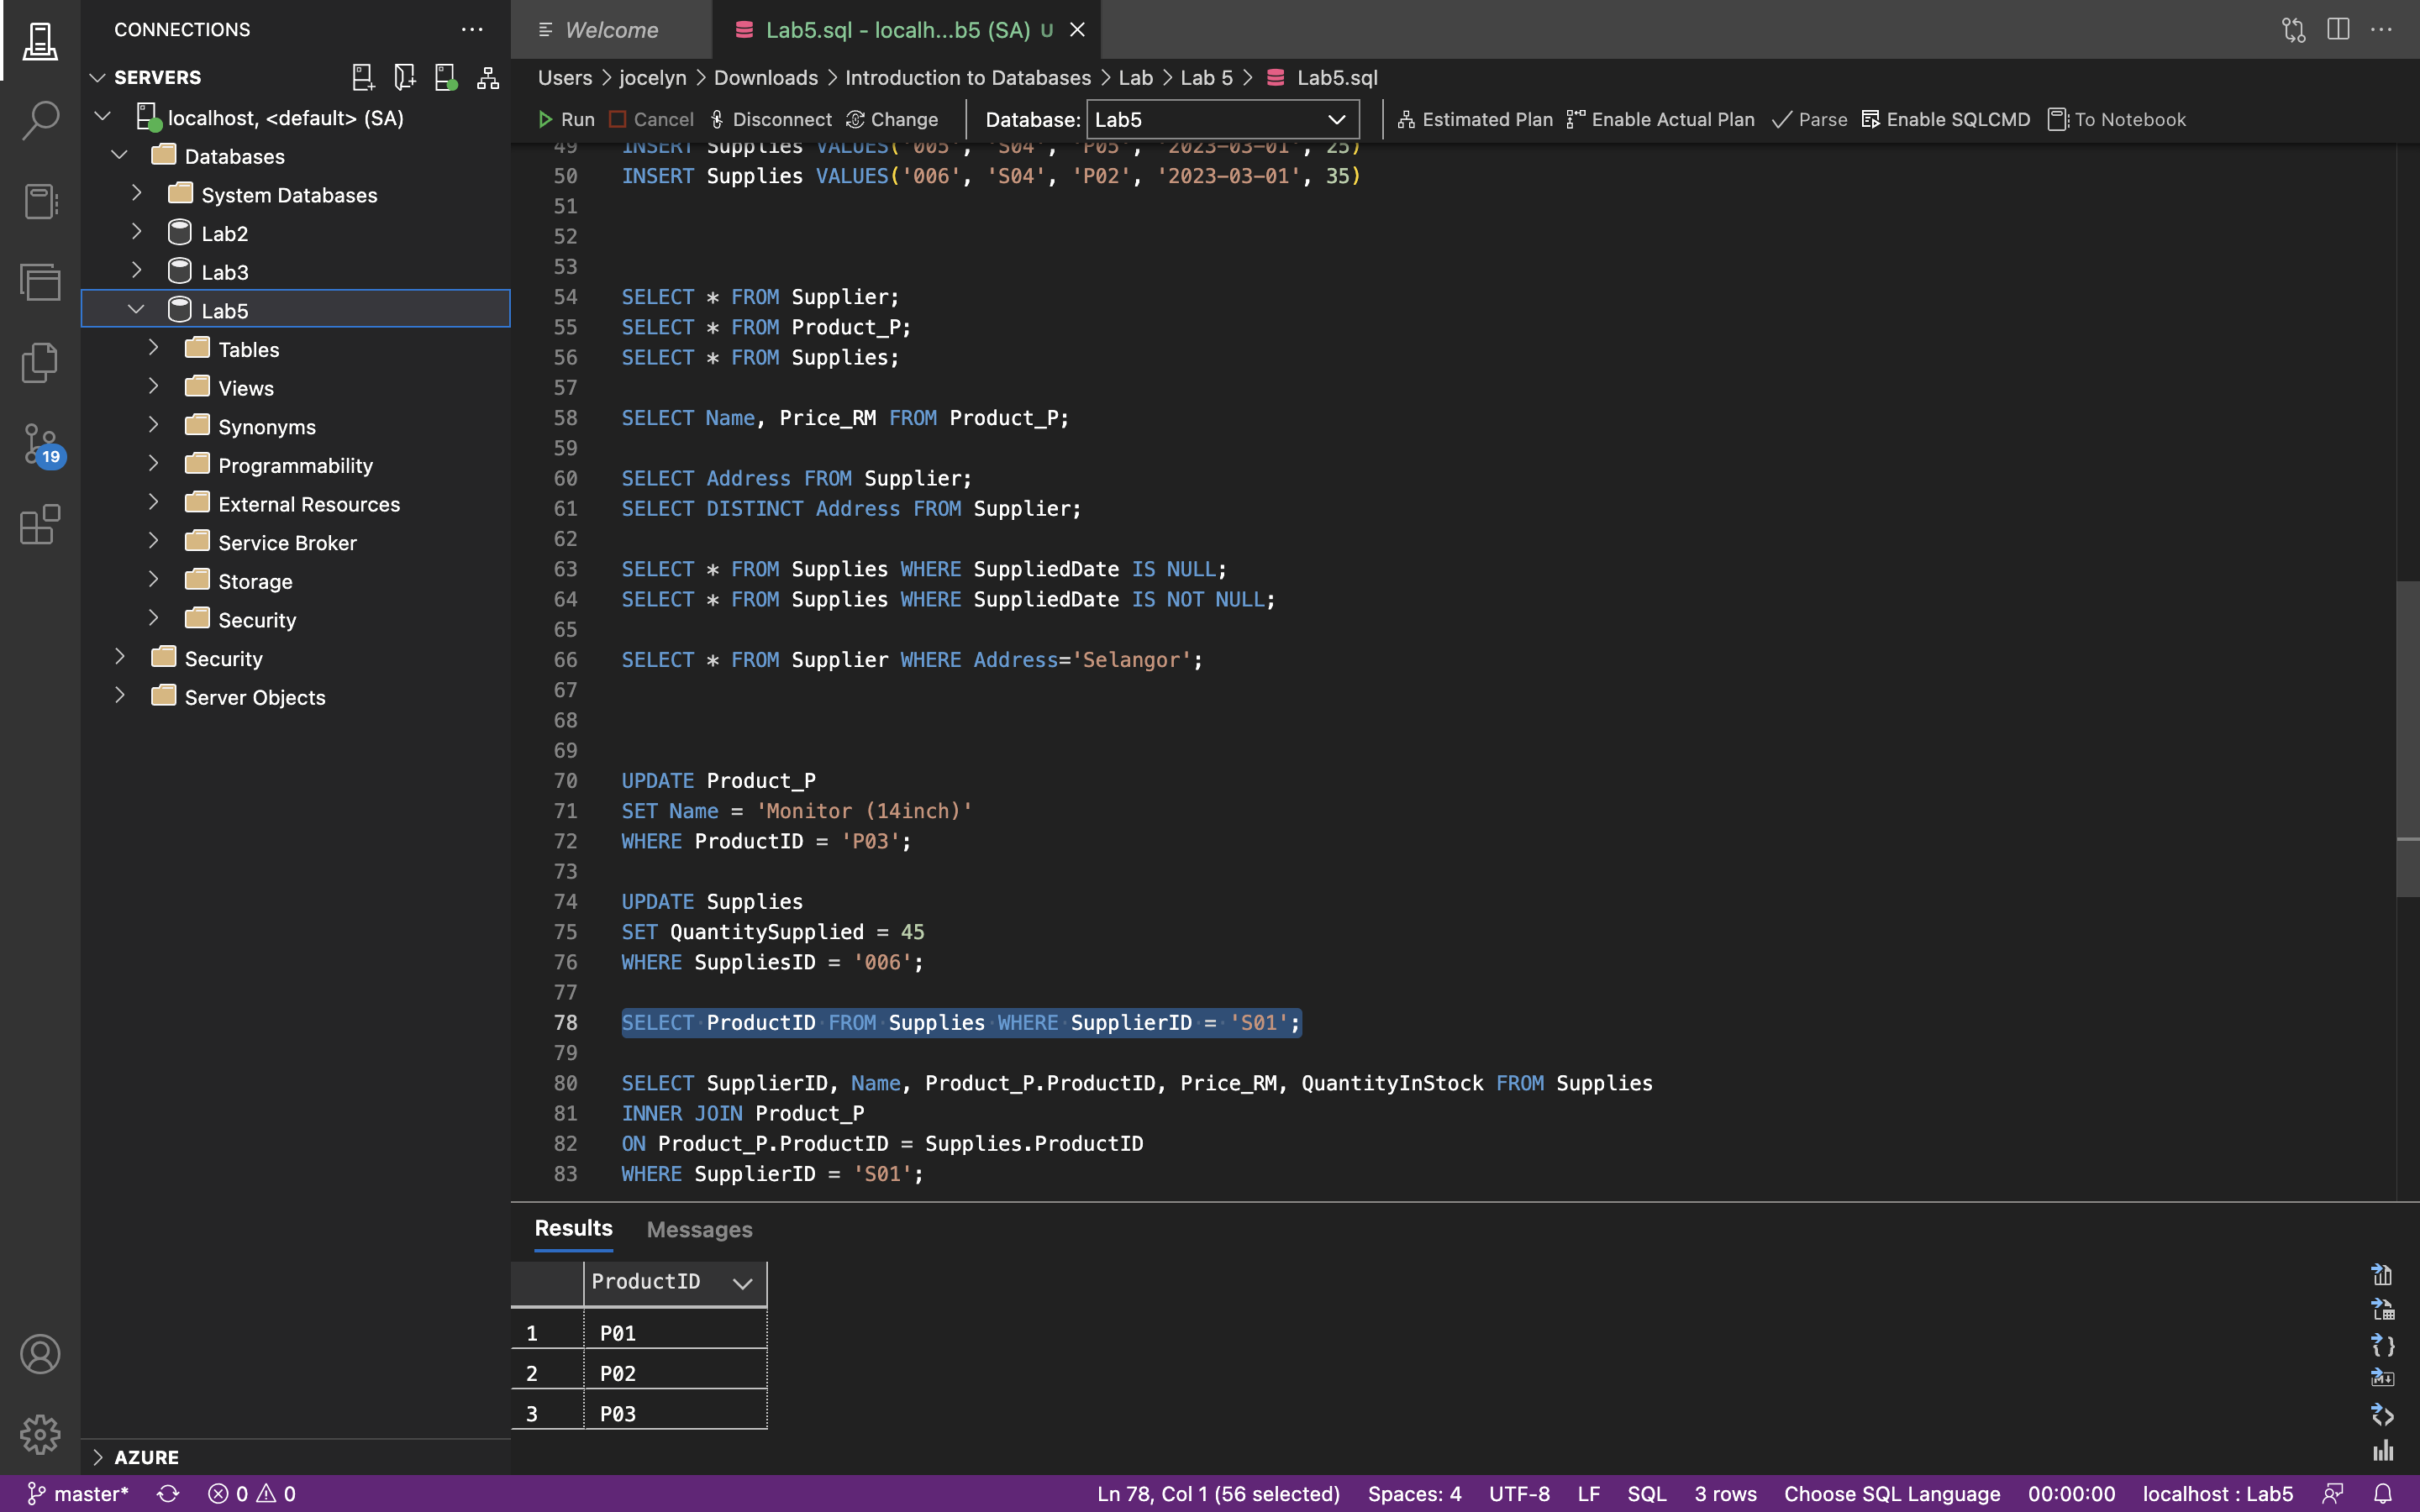 CONNECTIONS
SERVERS
localhost, <default> (SA)
Databases
System Databases
Lab2
Lab3
Lab5
Tables
Views
Synonyms
Programmability
External Resources
Service Broker
Storage
Security
Security
Server Objects
19
AZURE
Welcome
Lab5.sql - localh...b5 (SA) U
Users > jocelyn > Downloads > Introduction to Databases > Lab > Lab 5 > Lab5.sql
Run Cancel Disconnect Change Database: Lab5 Estimated Plan Enable Actual Plan Parse Enable SQLCMD To Notebook
49 INSERT Supplies VALUES('005', 'S04', 'P05', '2023-03-01', 25)
50 INSERT Supplies VALUES('006', 'S04', 'P02', '2023-03-01', 35)
51
52
53
54 SELECT * FROM Supplier;
55 SELECT * FROM Product_P;
56 SELECT * FROM Supplies;
57
58 SELECT Name, Price_RM FROM Product_P;
59
60 SELECT Address FROM Supplier;
61 SELECT DISTINCT Address FROM Supplier;
62
63 SELECT * FROM Supplies WHERE SuppliedDate IS NULL;
64 SELECT * FROM Supplies WHERE SuppliedDate IS NOT NULL;
65
66 SELECT * FROM Supplier WHERE Address='Selangor';
67
68
69
70 UPDATE Product_P
71 SET Name = 'Monitor (14inch)'
72 WHERE ProductID = 'P03';
73
74 UPDATE Supplies
75 SET QuantitySupplied = 45
76 WHERE SuppliesID = '006';
77
78 SELECT ProductID FROM Supplies WHERE SupplierID = 'S01';
79
80 SELECT SupplierID, Name, Product_P.ProductID, Price_RM, QuantityInStock FROM Supplies
81 INNER JOIN Product_P
82 ON Product_P.ProductID = Supplies.ProductID
83 WHERE SupplierID = 'S01';
Results Messages
ProductID
1 P01
2 P02
3 P03
master* 0 0 Ln 78, Col 1 (56 selected) Spaces: 4 UTF-8 LF SQL 3 rows Choose SQL Language 00:00:00 localhost : Lab5